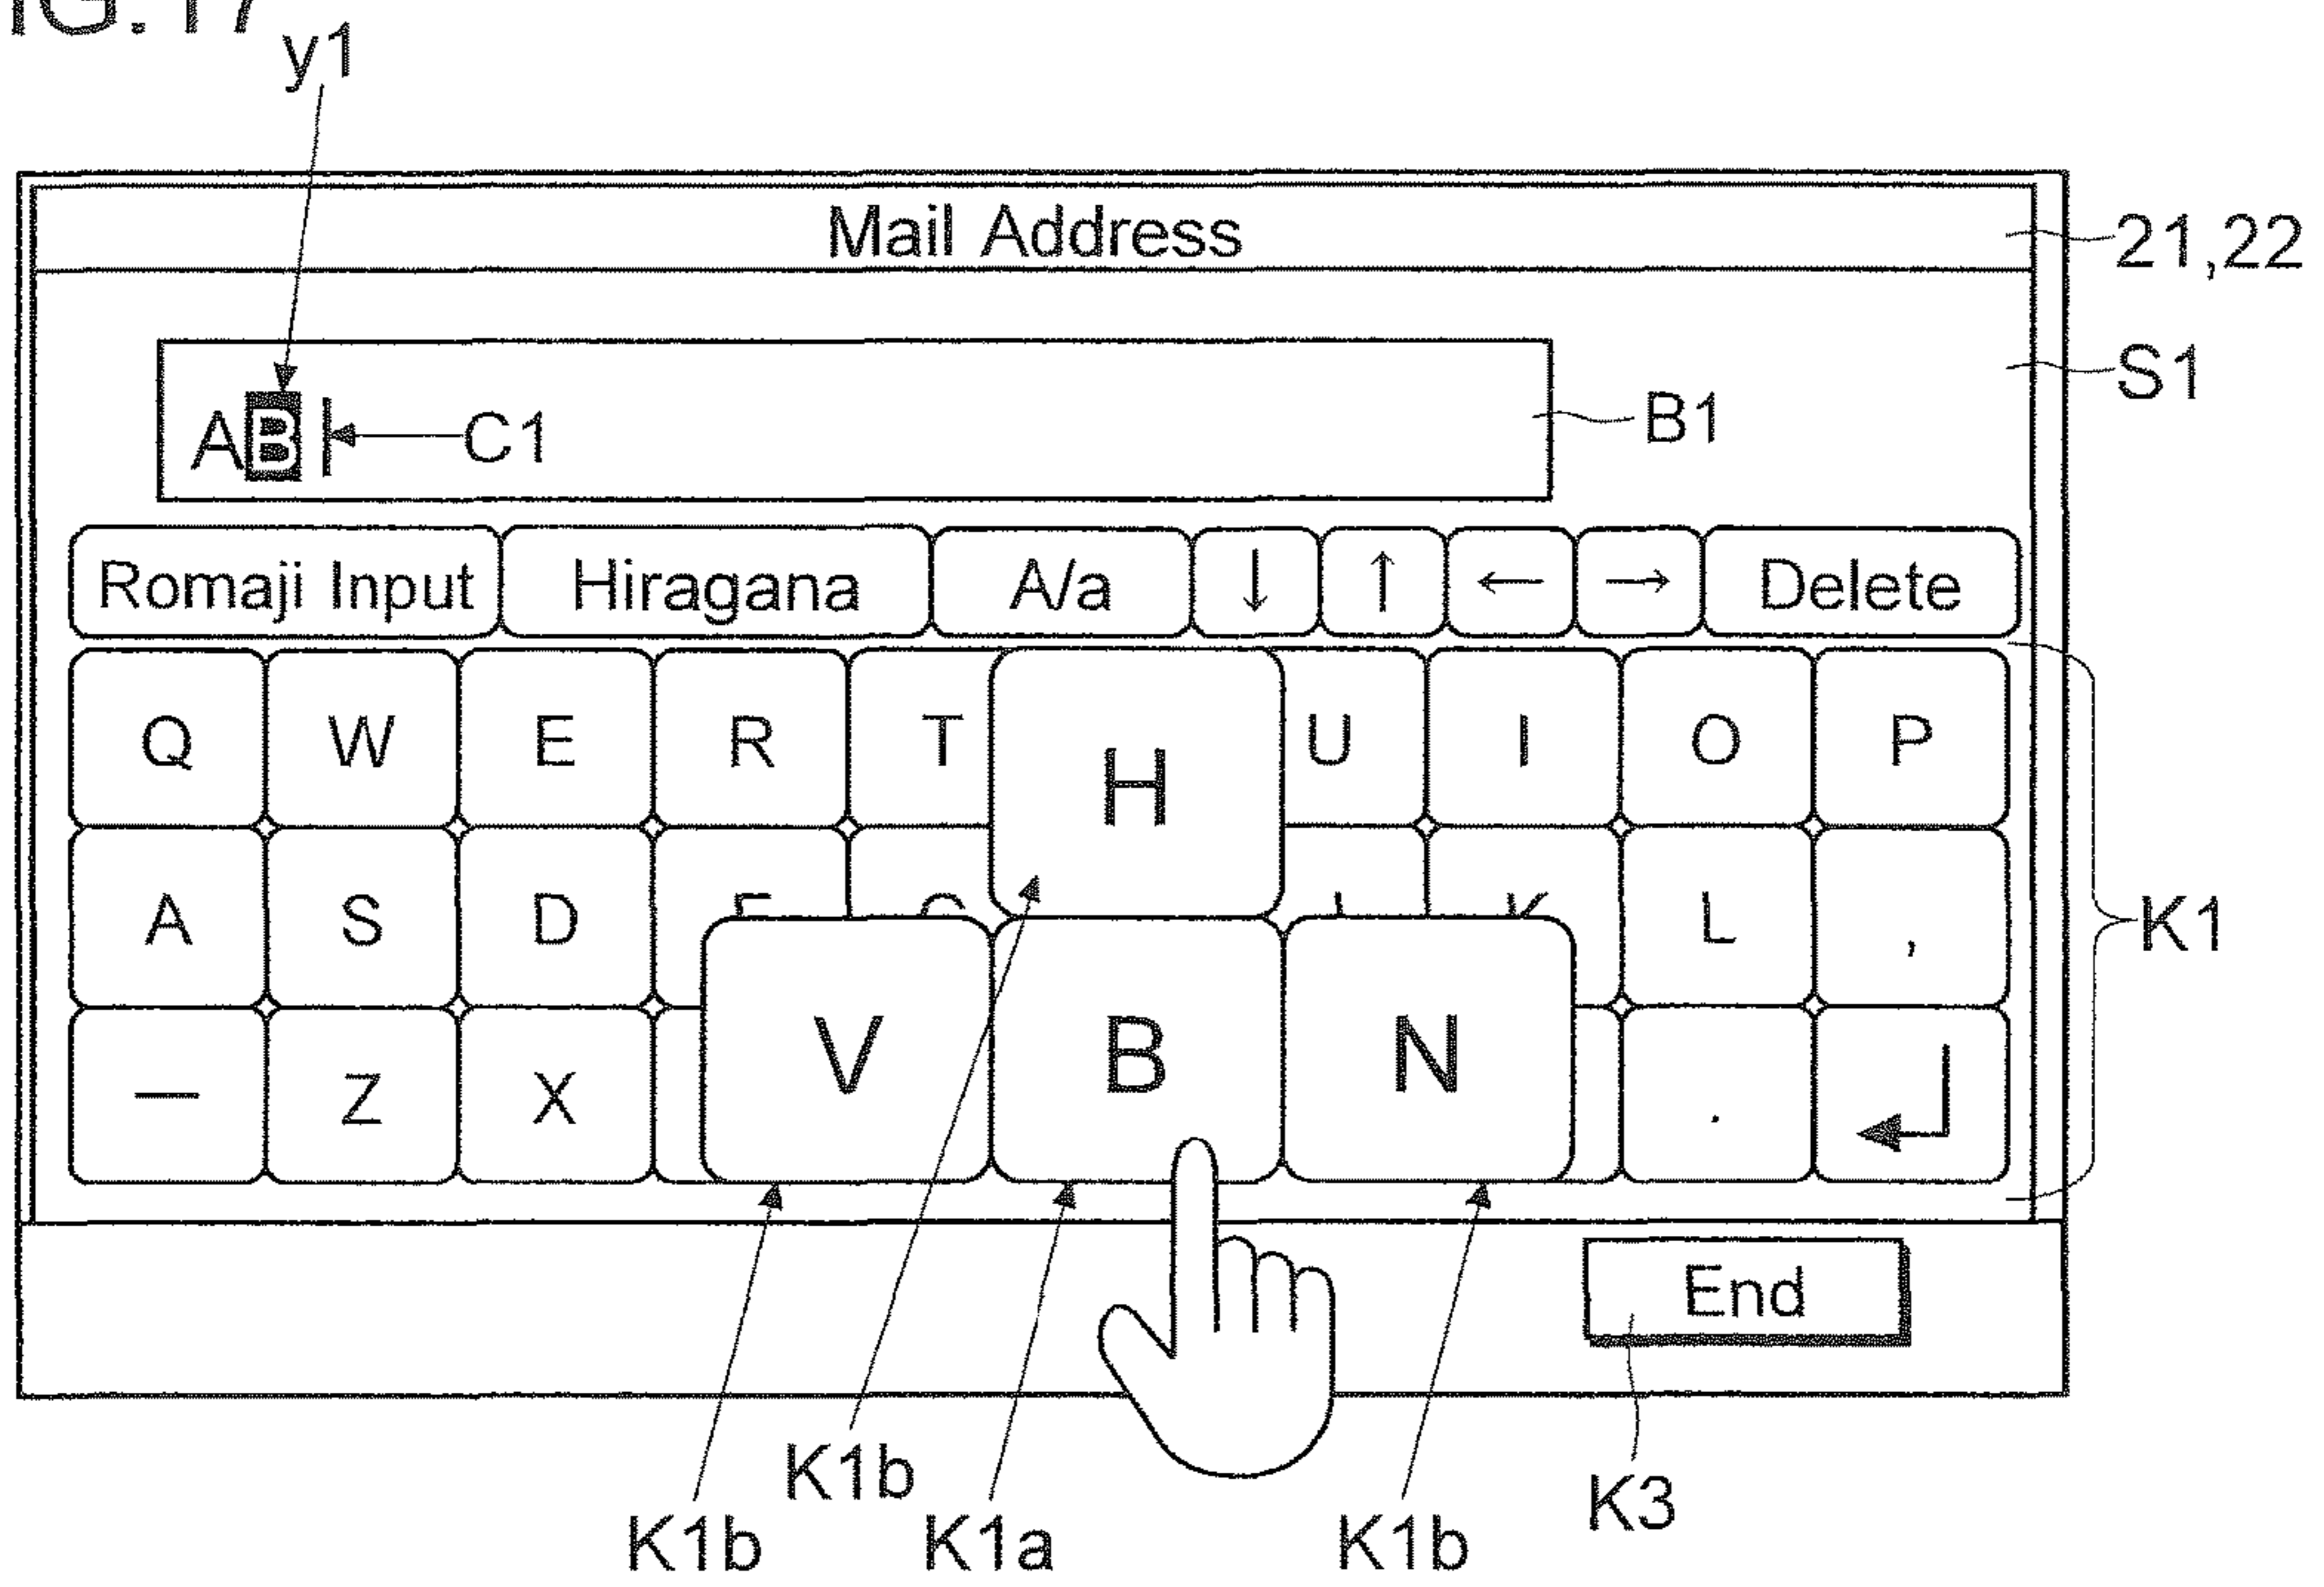 FIG.17
y1
Mail Address
21,22
S1
AB
C1
B1
Romaji Input Hiragana A/a ↓ ↑ ← → Delete
Q W E R T H U I O P
A S D L ,
K1
— Z X V B N .
End
K1b
K3
K1b K1a K1b